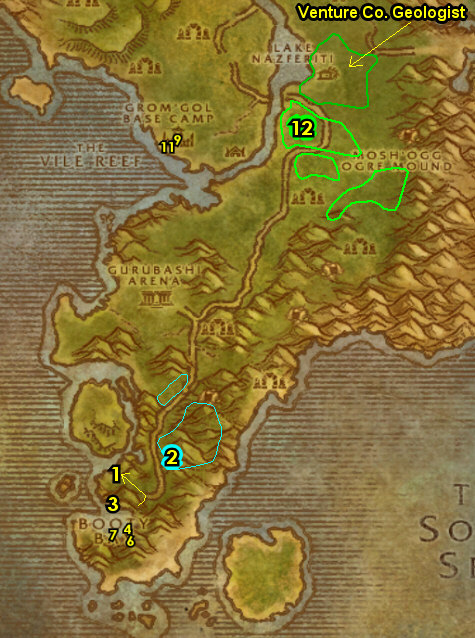 Venture Co. Geologist
LAKE
NAZFERITI
GROM'GOL
BASE CAMP
12
9
11
THE
VILE REEF
MOSH'OGG
OGRE MOUND
GURUBASHI
ARENA
2
1
3
BOOTY
4
7
6
T
SO
S